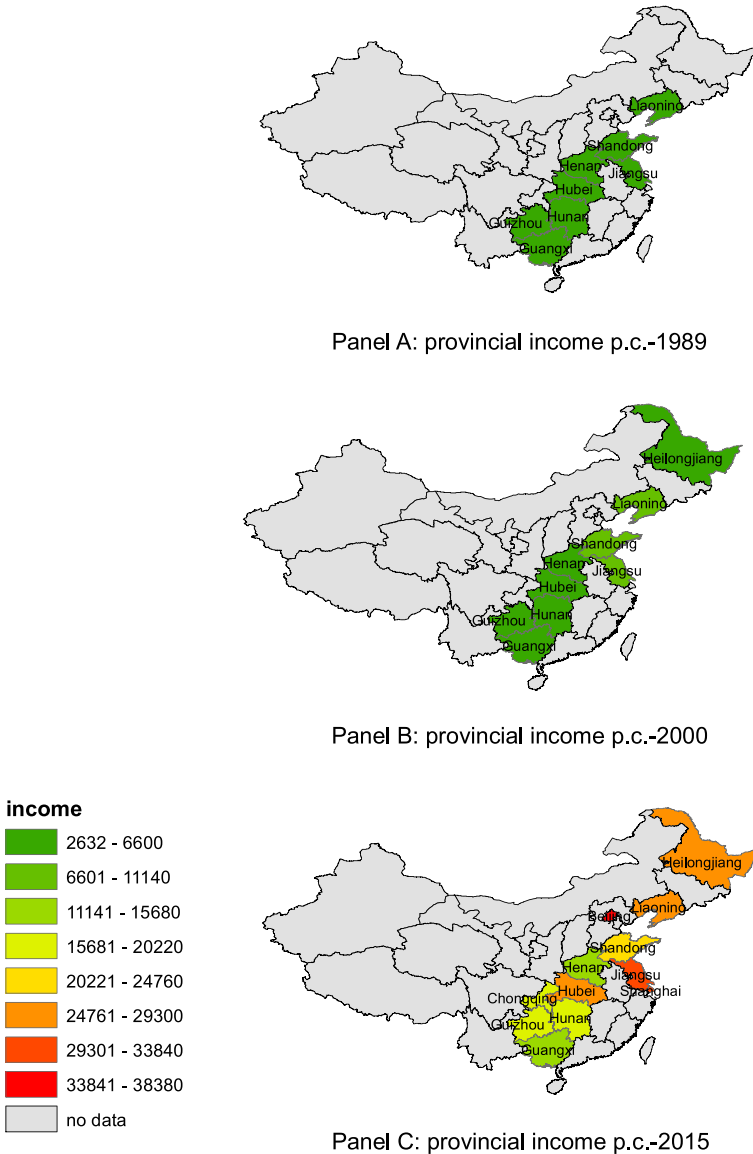 Liaoning
Shandong
Henan
Jiangsu
Hubei
Hunan
Guizhou
Guangxi
Panel A: provincial income p.c.-1989
Heilongjiang
Liaoning
Shandong
Henan
Jiangsu
Hubei
Hunan
Guizhou
Guangxi
Panel B: provincial income p.c.-2000
income
2632 - 6600
6601 - 11140
11141 - 15680
15681 - 20220
20221 - 24760
24761 - 29300
29301 - 33840
33841 - 38380
no data
Heilongjiang
Liaoning
Beijing
Shandong
Henan
Jiangsu
Hubei
Shanghai
Chongqing
Hunan
Guizhou
Guangxi
Panel C: provincial income p.c.-2015